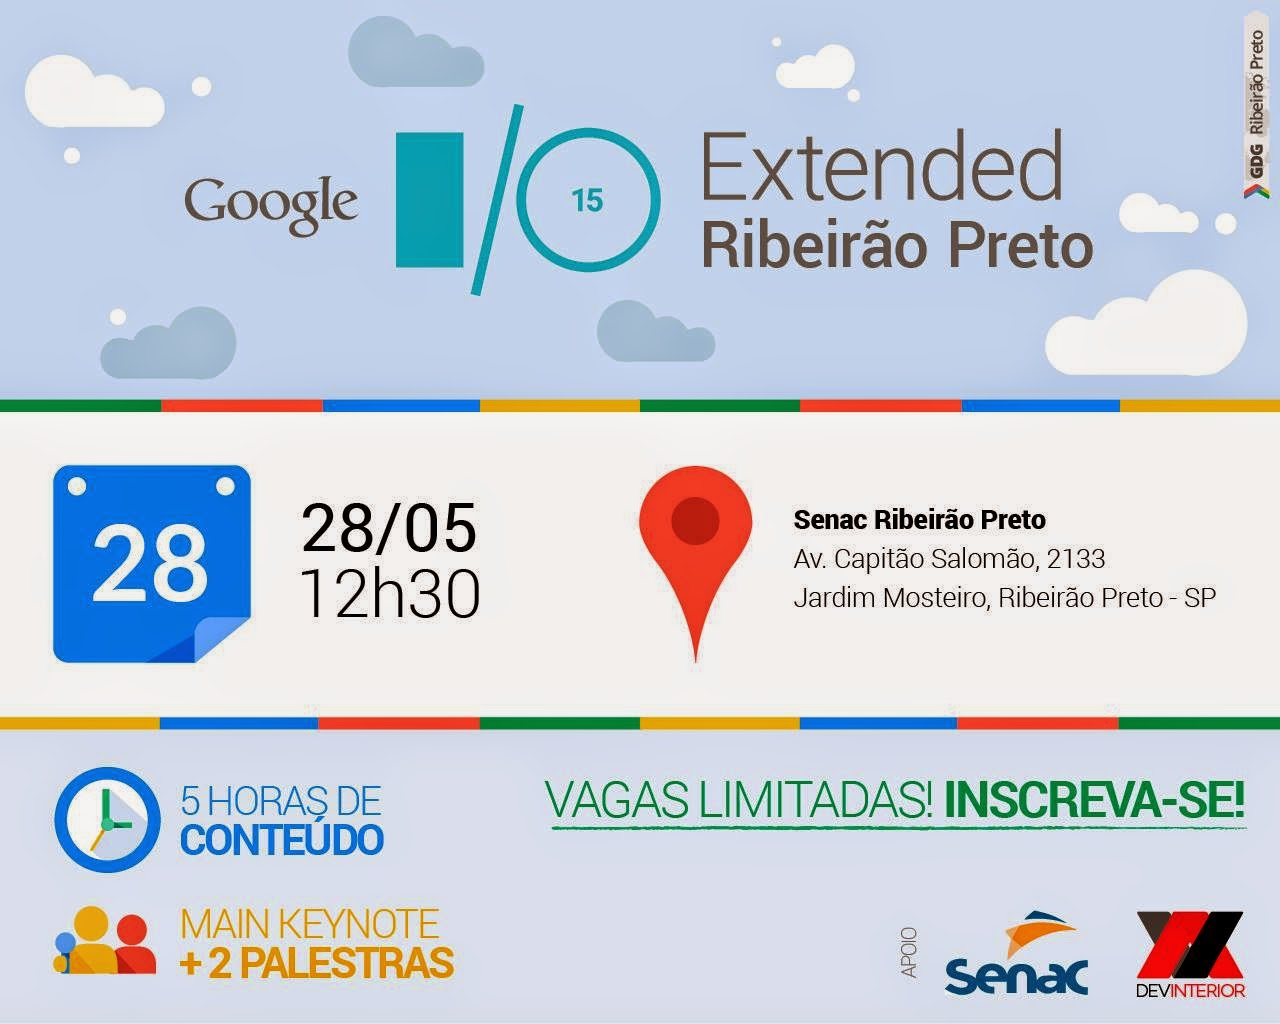 GDG Ribeirão Preto
Google
I/O
15
Extended
Ribeirão Preto
28
28/05
12h30
Senac Ribeirão Preto
Av. Capitão Salomão, 2133
Jardim Mosteiro, Ribeirão Preto - SP
5 HORAS DE
CONTEÚDO
VAGAS LIMITADAS! INSCREVA-SE!
MAIN KEYNOTE
+ 2 PALESTRAS
APOIO
Senac
DEVINTERIOR